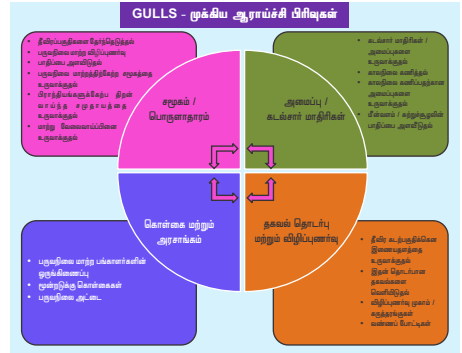 GULLS - முக்கிய ஆராய்ச்சி பிரிவுகள்
• தீவிரப்பகுதிகளை தேர்ந்தெடுத்தல்
• பருவநிலை மாற்ற விழிப்புணர்வு
• பாதிப்பை அளவிடுதல்
• பருவநிலை மாற்றத்திற்கேற்ற சமூகத்தை
உருவாக்குதல்
• பிராந்தியங்களுக்கேற்ப திறன்
வாய்ந்த சமுதாயத்தை
உருவாக்குதல்
• மாற்று வேலைவாய்ப்பினை
உருவாக்குதல்
சமூகம் /
பொருளாதாரம்
அமைப்பு /
கடல்சார் மாதிரிகள்
• கடல்சார் மாதிரிகள் /
அமைப்புகளை
உருவாக்குதல்
• காலநிலை கணித்தல்
• காலநிலை கணிப்பதற்கான
அமைப்புகளை
உருவாக்குதல்
• மீன்வளம் / சுற்றுச்சூழலின்
பாதிப்பை அளவீடுதல்
கொள்கை மற்றும்
அரசாங்கம்
தகவல் தொடர்பு
மற்றும் விழிப்புணர்வு
• பருவநிலை மாற்ற பங்காளர்களின்
ஒருங்கிணைப்பு
• மூன்றடுக்கு கொள்கைகள்
• பருவநிலை அட்டை
• தீவிர கடற்பகுதிக்கென
இணையதளத்தை
உருவாக்குதல்
• இதன் தொடர்பான
தகவல்களை
வெளியிடுதல்
• விழிப்புணர்வு முகாம் /
கருத்தரங்குகள்
• வண்ணப் போட்டிகள்